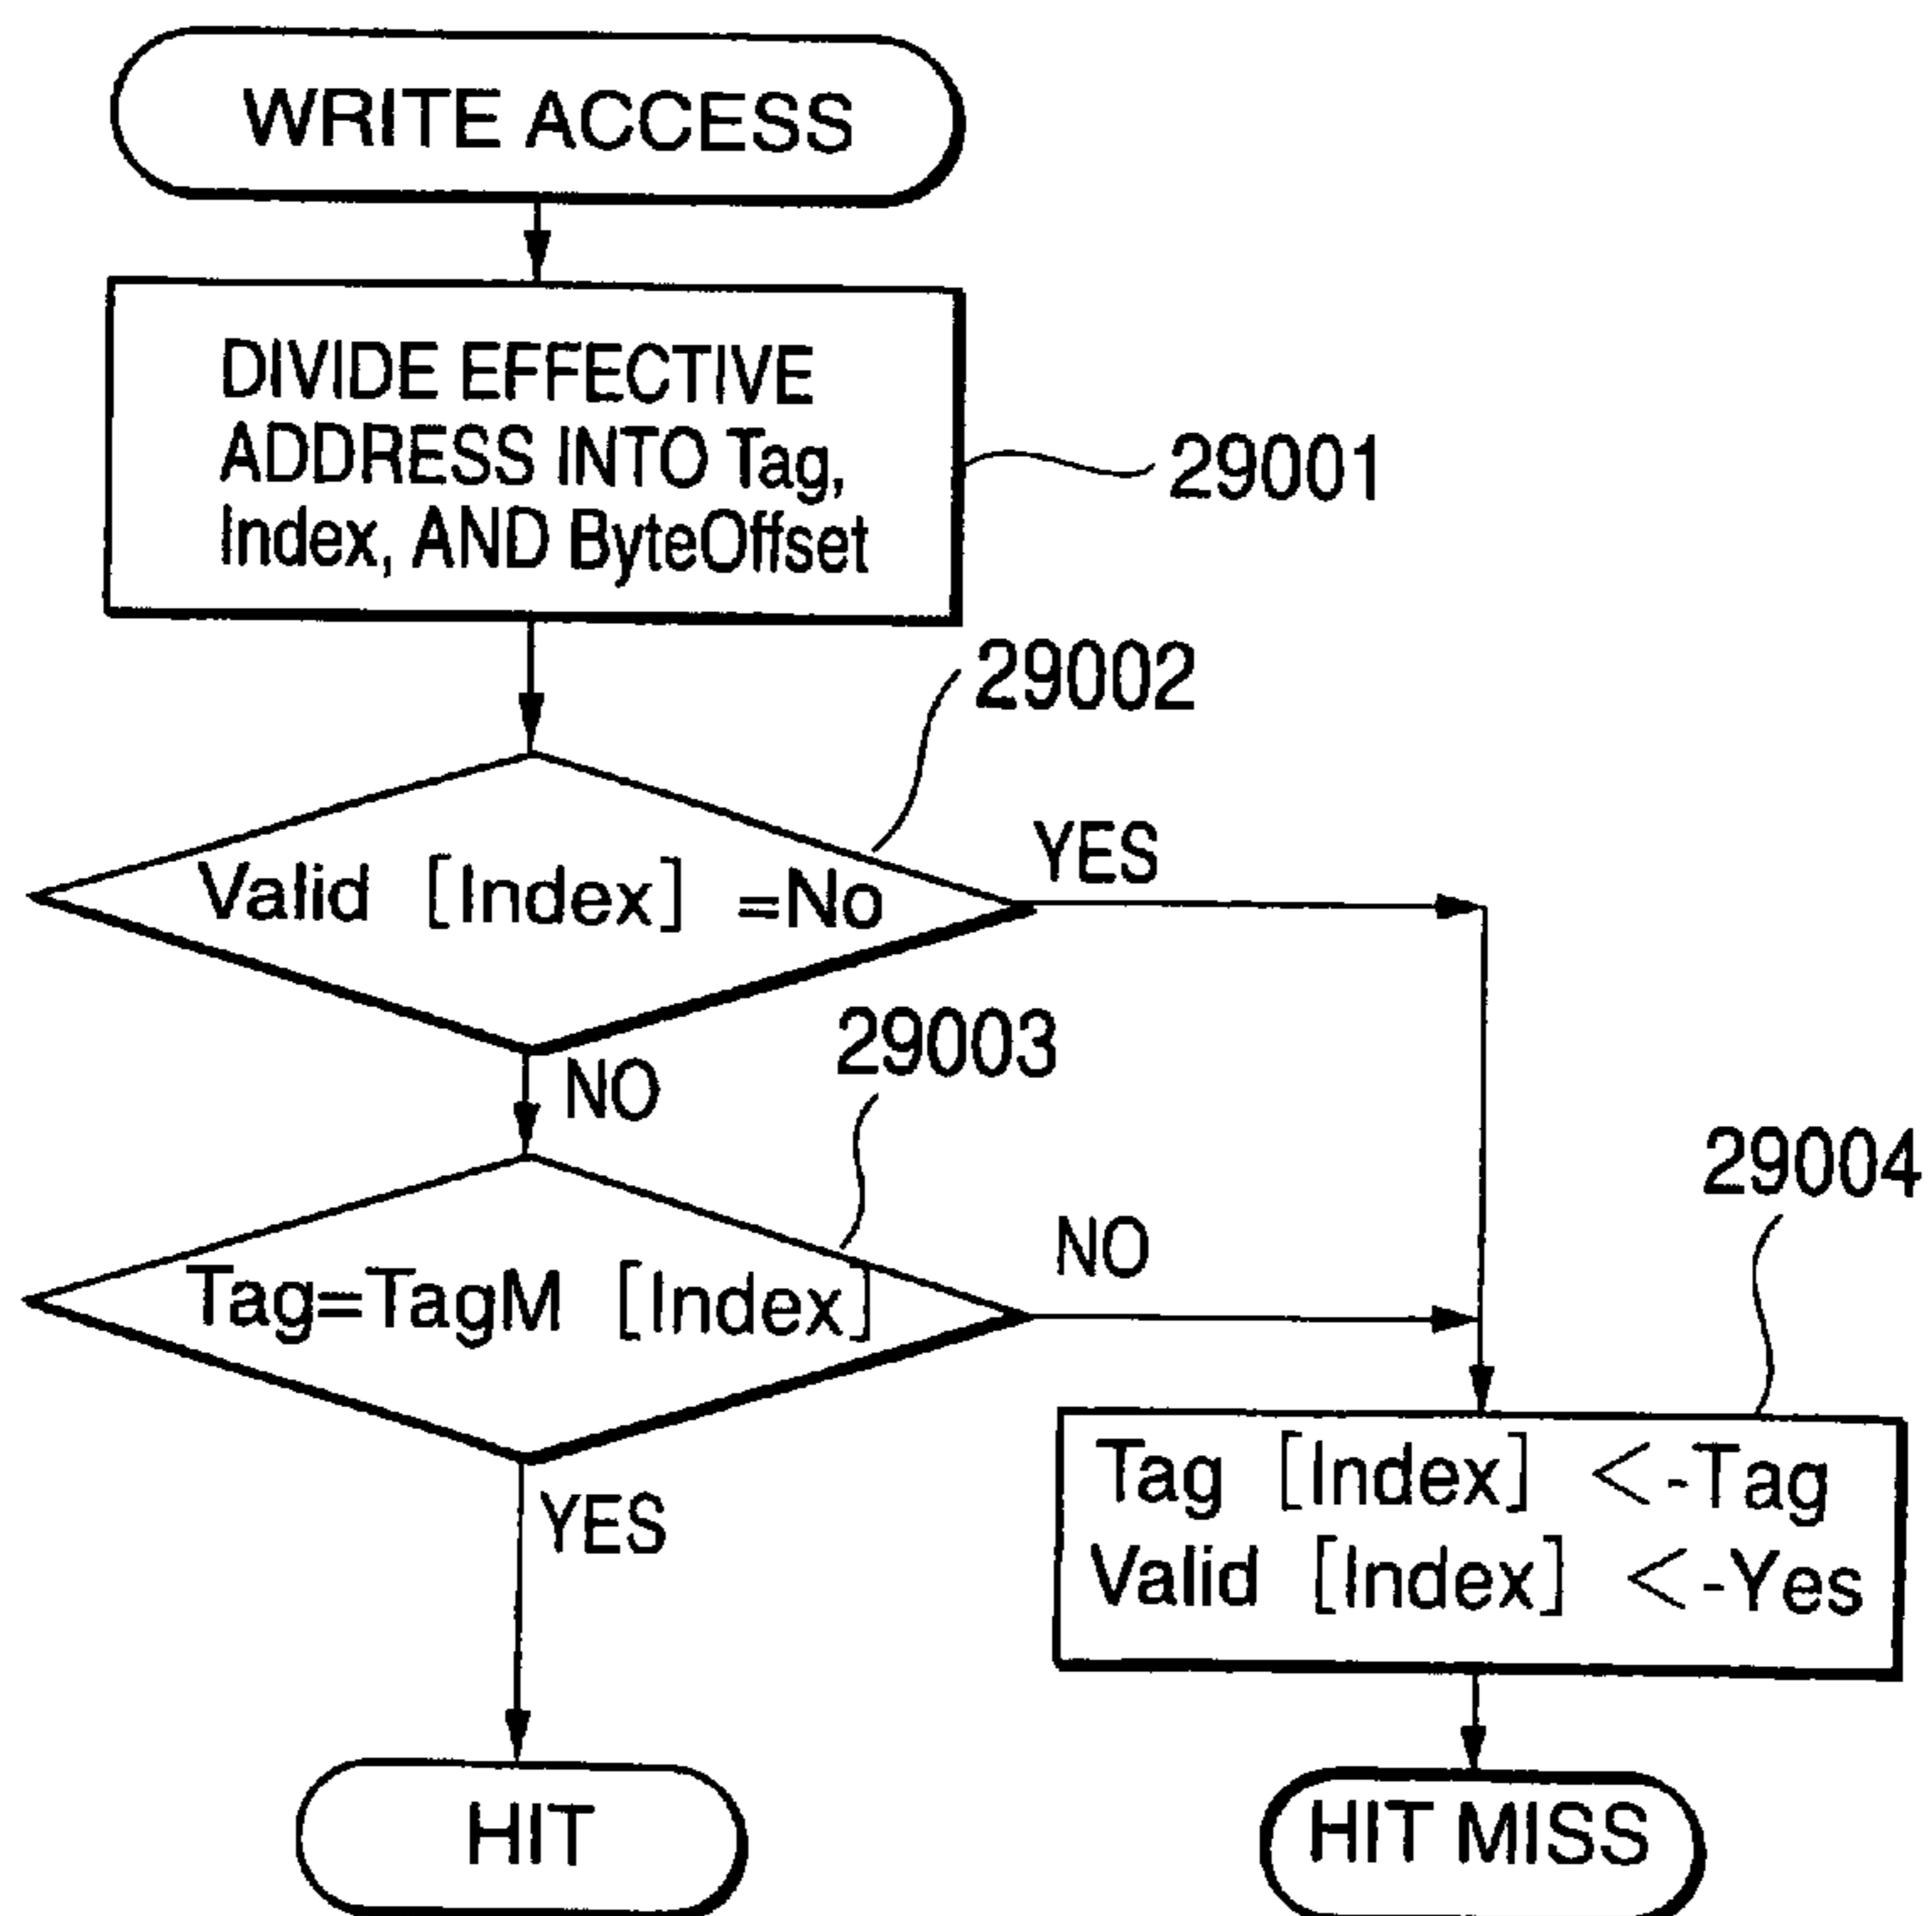 WRITE ACCESS
DIVIDE EFFECTIVE
ADDRESS INTO Tag,
Index, AND ByteOffset
29001
29002
Valid [Index] =No
YES
NO
29003
Tag=TagM [Index]
NO
29004
YES
Tag [Index] <-Tag
Valid [Index] <-Yes
HIT
HIT MISS